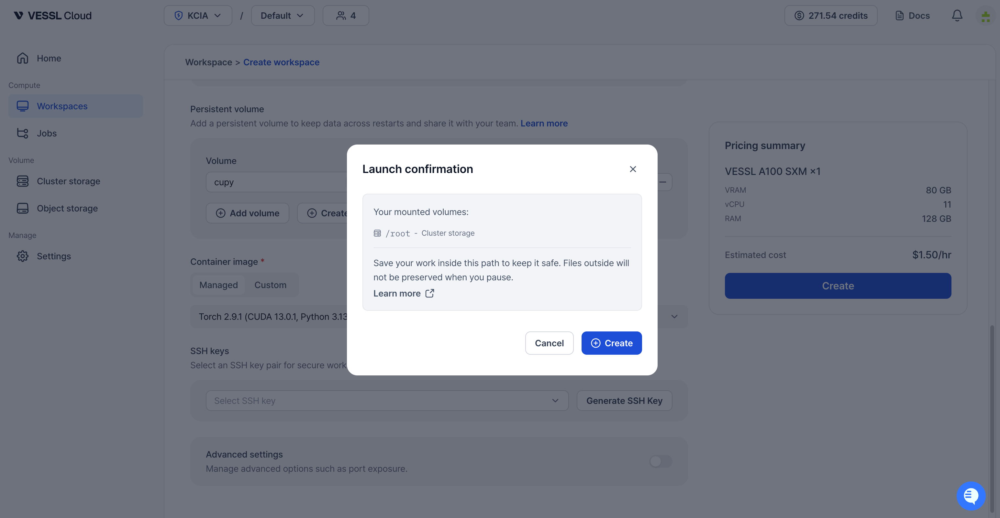 VESSL Cloud
KCIA / Default 4
271.54 credits
Docs
Home
Compute
Workspaces
Jobs
Volume
Cluster storage
Object storage
Manage
Settings
Workspace > Create workspace
Persistent volume
Add a persistent volume to keep data across restarts and share it with your team. Learn more
Volume
cupy
Add volume
Create
Container image *
Managed Custom
Torch 2.9.1 (CUDA 13.0.1, Python 3.13
SSH keys
Select an SSH key pair for secure work
Select SSH key
Generate SSH Key
Advanced settings
Manage advanced options such as port exposure.
Launch confirmation
Your mounted volumes:
/root - Cluster storage
Save your work inside this path to keep it safe. Files outside will
not be preserved when you pause.
Learn more
Cancel
Create
Pricing summary
VESSL A100 SXM ×1
VRAM 80 GB
vCPU 11
RAM 128 GB
Estimated cost $1.50/hr
Create